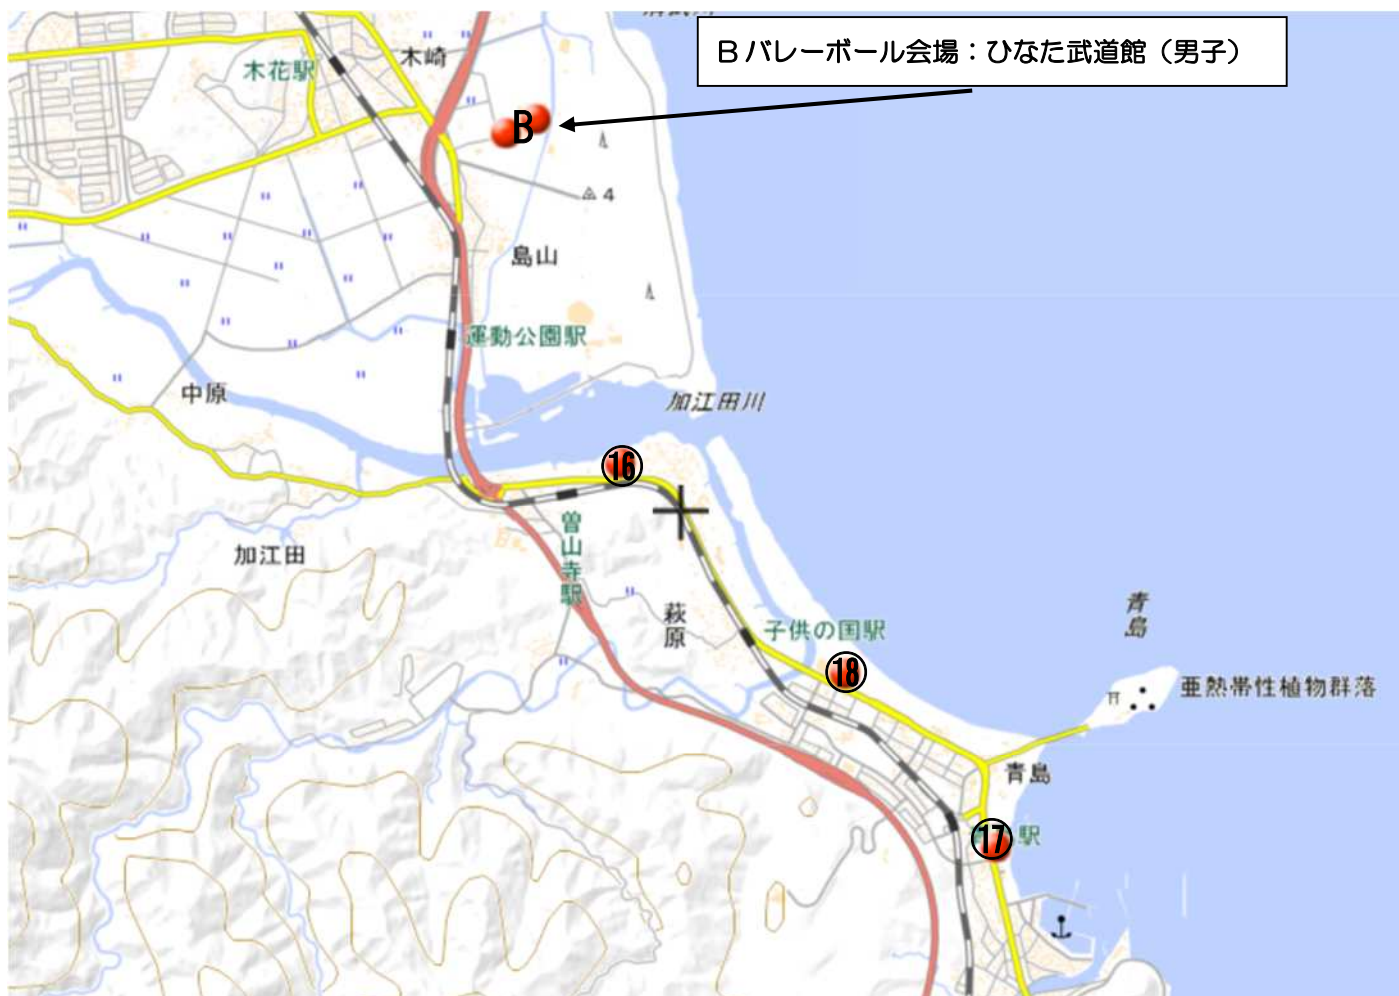 B バレーボール会場：ひなた武道館（男子）
木崎
木花駅
B
4
島山
運動公園駅
中原
加江田川
16
曽山寺駅
加江田
萩原
子供の国駅
18
青島
亜熱帯性植物群落
青島
17
駅